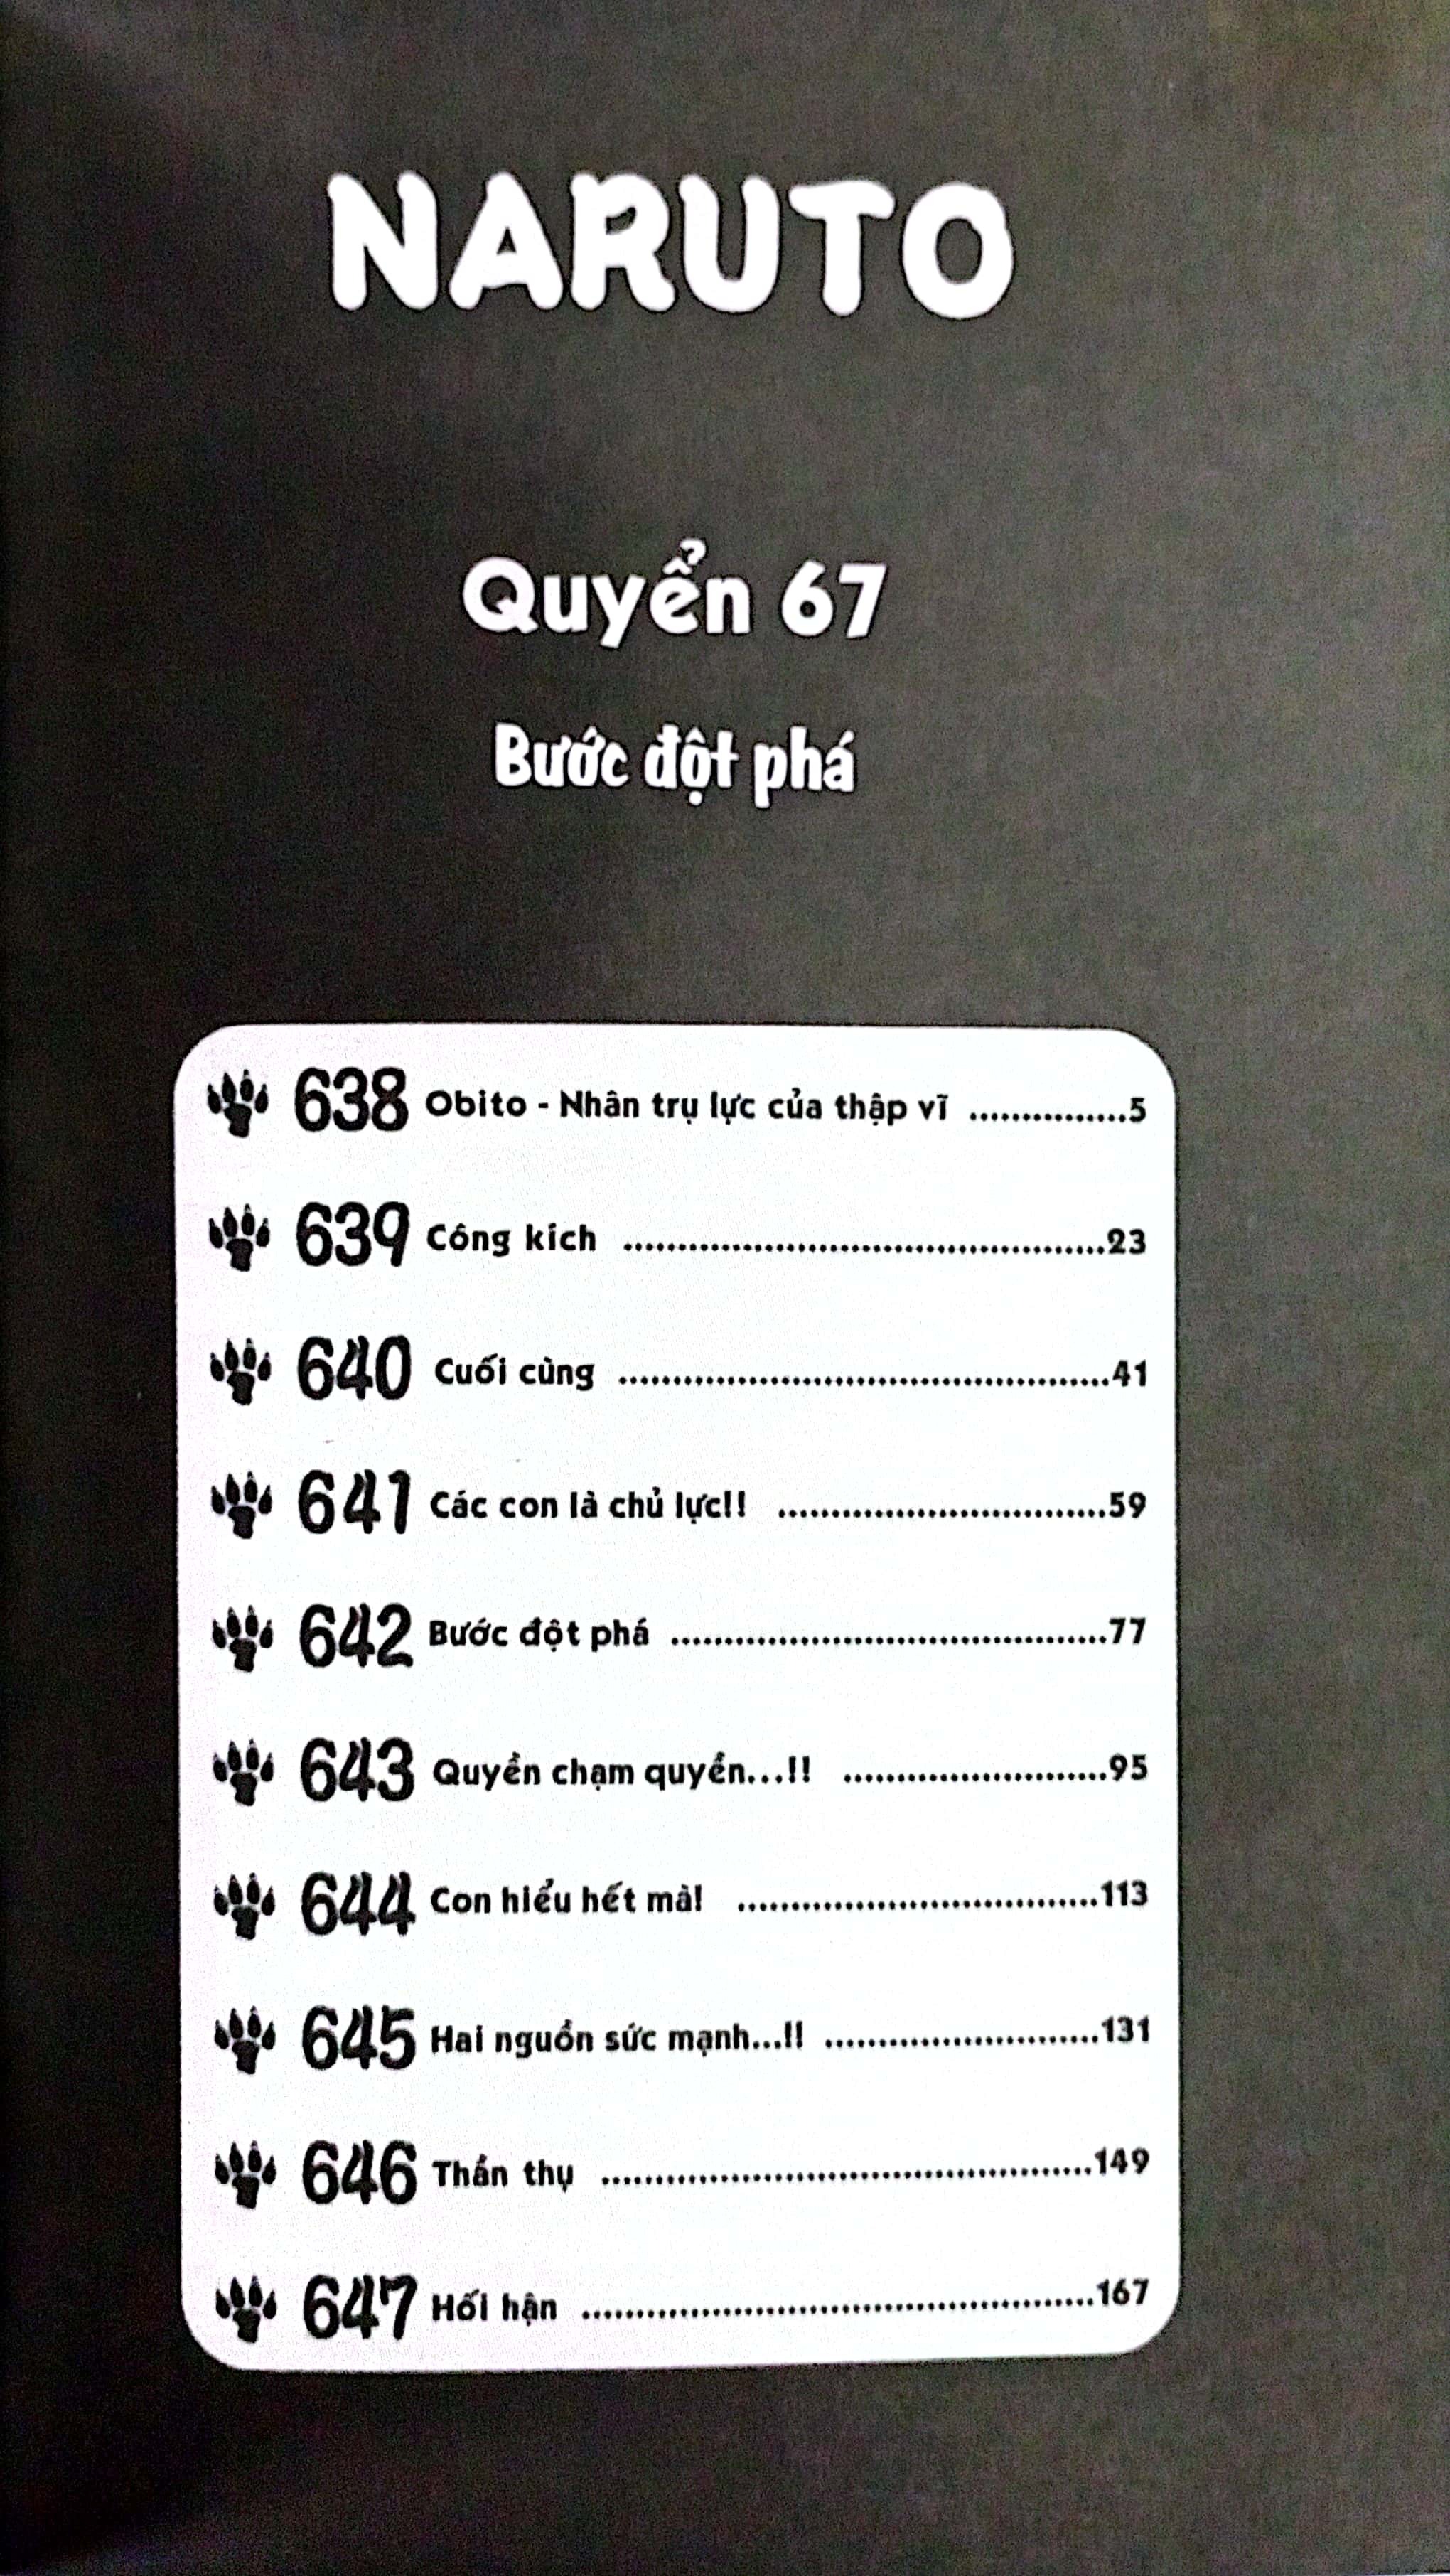 NARUTO
Quyển 67
Bước đột phá
638 Obito - Nhân trụ lực của thập vĩ ...............5
639 Công kích .............................................23
640 Cuối cùng .............................................41
641 Các con là chủ lực!! ..............................59
642 Bước đột phá ........................................77
643 Quyền chạm quyền...!! ........................95
644 Con hiểu hết mà! .................................113
645 Hai nguồn sức mạnh...!! .........................131
646 Thần thụ .............................................149
647 Hối hận ...............................................167